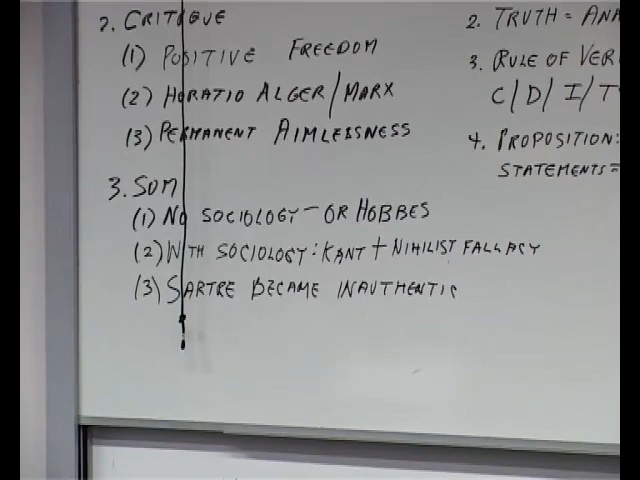 2. CRITIQUE
(1) POSITIVE FREEDOM
(2) HORATIO ALGER/MARX
(3) PERMANENT AIMLESSNESS
3. SOM
(1) NO SOCIOLOGY - OR HOBBES
(2) WITH SOCIOLOGY: KANT + NIHILIST FALLACY
(3) SARTRE BECAME INAUTHENTIC
2. TRUTH = ANA
3. RULE OF VER
C/D/I/T
4. PROPOSITION:
STATEMENTS=